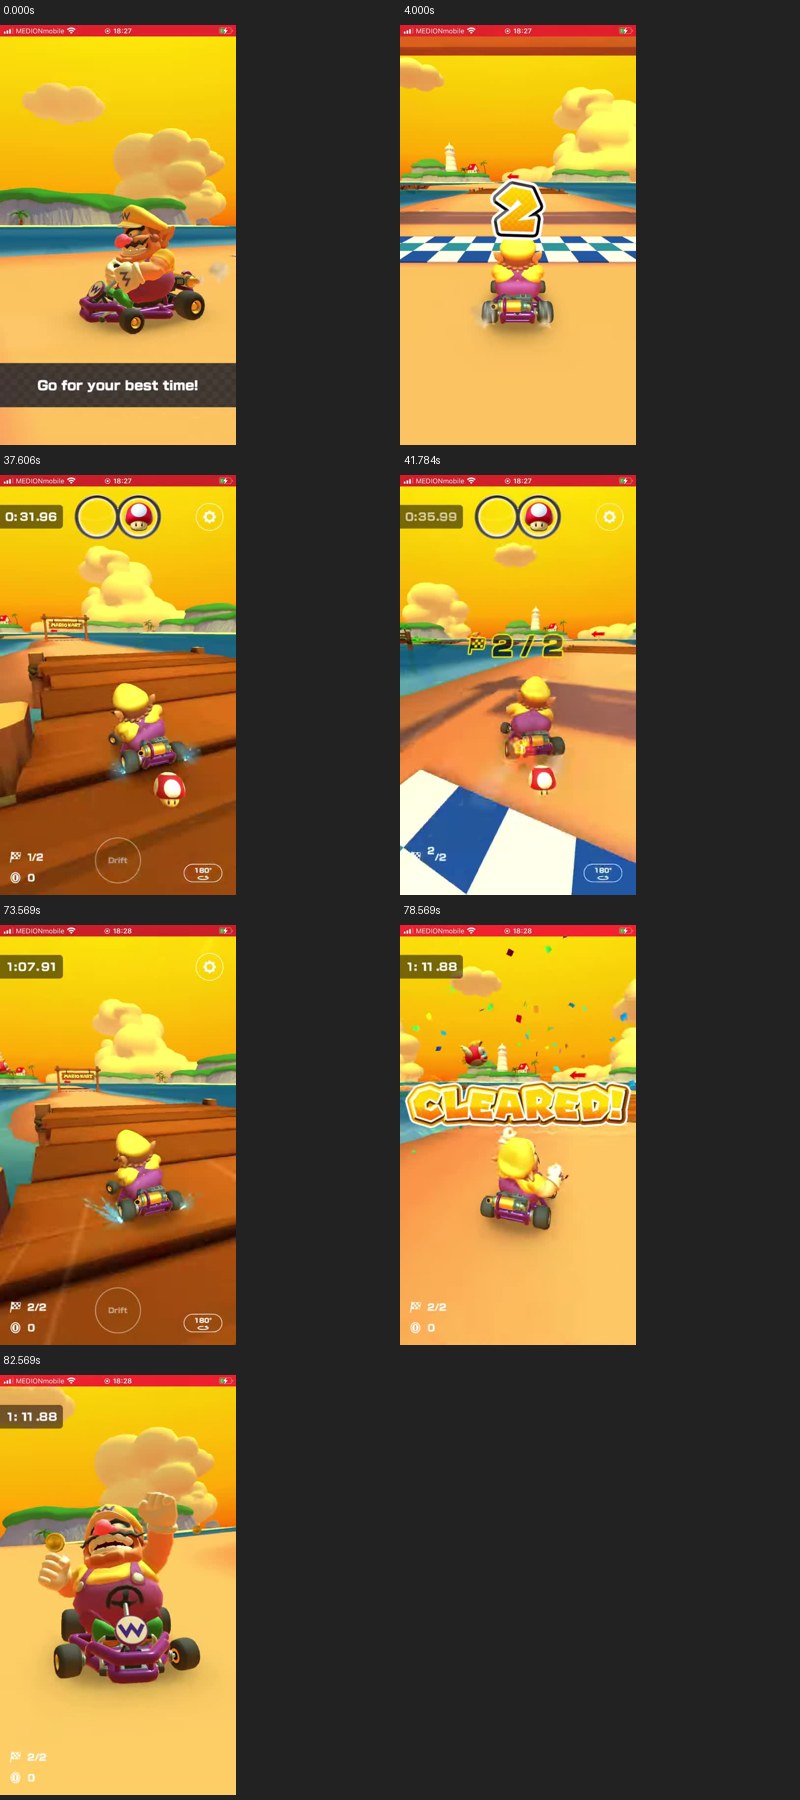 0.000s
4.000s
MEDIONmobile 18:27
MEDIONmobile 18:27
2
Go for your best time!
37.606s
41.784s
MEDIONmobile 18:27
MEDIONmobile 18:27
0:31.96
0:35.99
MARIO KART
2/2
1/2
Drift
0
180°
2/2
180°
73.569s
78.569s
MEDIONmobile 18:28
MEDIONmobile 18:28
1:07.91
1:11.88
MARIO KART
CLEARED!
2/2
Drift
0
180°
2/2
0
82.569s
MEDIONmobile 18:28
1:11.88
W
2/2
0